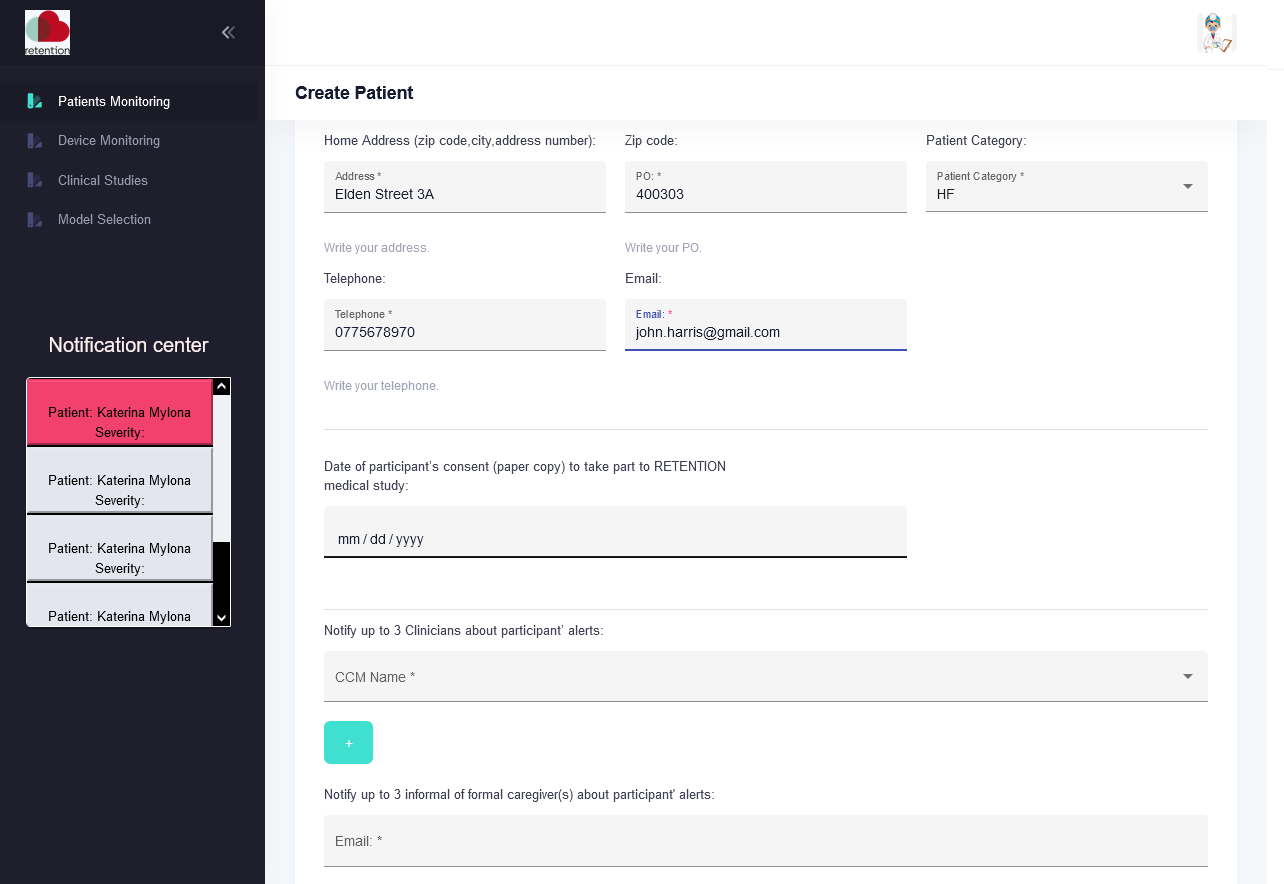 retention
Patients Monitoring
Device Monitoring
Clinical Studies
Model Selection
Notification center
Patient: Katerina Mylona
Severity:
Patient: Katerina Mylona
Severity:
Patient: Katerina Mylona
Severity:
Patient: Katerina Mylona
Create Patient
Home Address (zip code,city,address number): Zip code: Patient Category:
Address * PO: * Patient Category *
Elden Street 3A 400303 HF
Write your address. Write your PO.
Telephone: Email:
Telephone * Email: *
0775678970 john.harris@gmail.com
Write your telephone.
Date of participant's consent (paper copy) to take part to RETENTION
medical study:
mm / dd / yyyy
Notify up to 3 Clinicians about participant' alerts:
CCM Name *
+
Notify up to 3 informal of formal caregiver(s) about participant' alerts:
Email: *